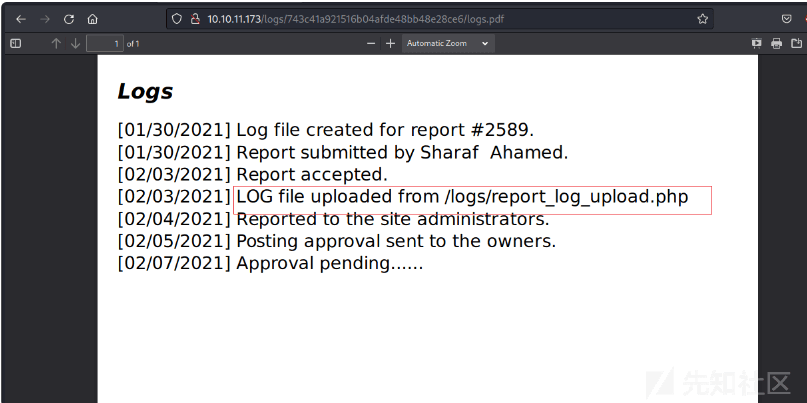 10.10.11.173/logs/743c41a921516b04afde48bb48e28ce6/logs.pdf
1 of 1
Automatic Zoom
Logs
[01/30/2021] Log file created for report #2589.
[01/30/2021] Report submitted by Sharaf Ahamed.
[02/03/2021] Report accepted.
[02/03/2021] LOG file uploaded from /logs/report_log_upload.php
[02/04/2021] Reported to the site administrators.
[02/05/2021] Posting approval sent to the owners.
[02/07/2021] Approval pending......
先知社区